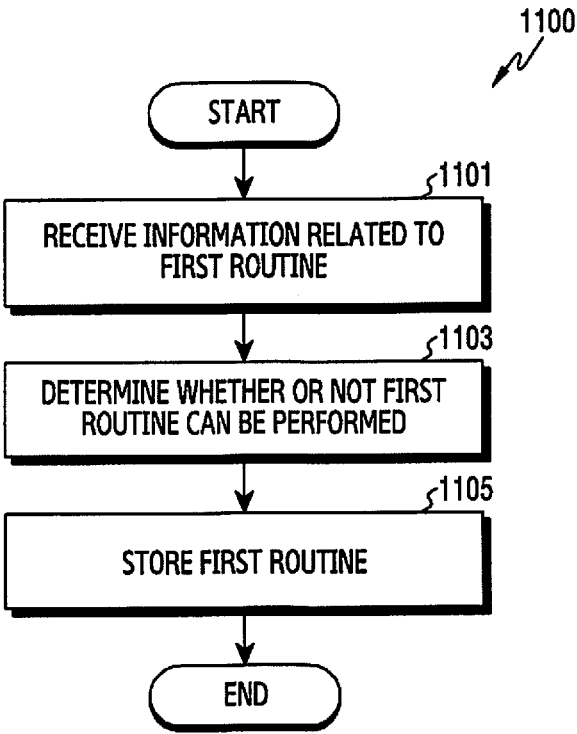 1100
START
1101
RECEIVE INFORMATION RELATED TO
FIRST ROUTINE
1103
DETERMINE WHETHER OR NOT FIRST
ROUTINE CAN BE PERFORMED
1105
STORE FIRST ROUTINE
END